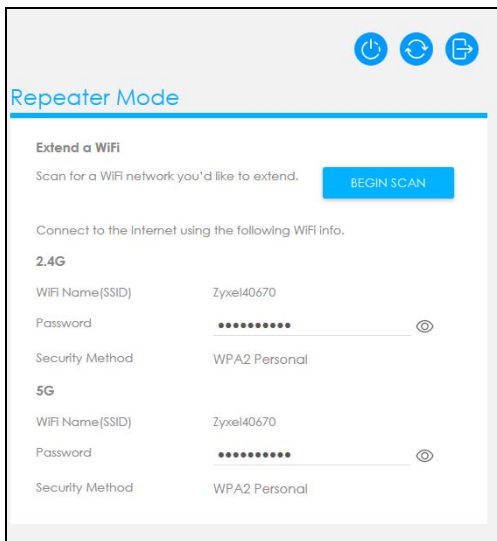 Repeater Mode
Extend a WiFi
Scan for a WiFi network you'd like to extend.
BEGIN SCAN
Connect to the Internet using the following WiFi info.
2.4G
WiFi Name(SSID) Zyxel40670
Password ••••••••••
Security Method WPA2 Personal
5G
WiFi Name(SSID) Zyxel40670
Password ••••••••••
Security Method WPA2 Personal